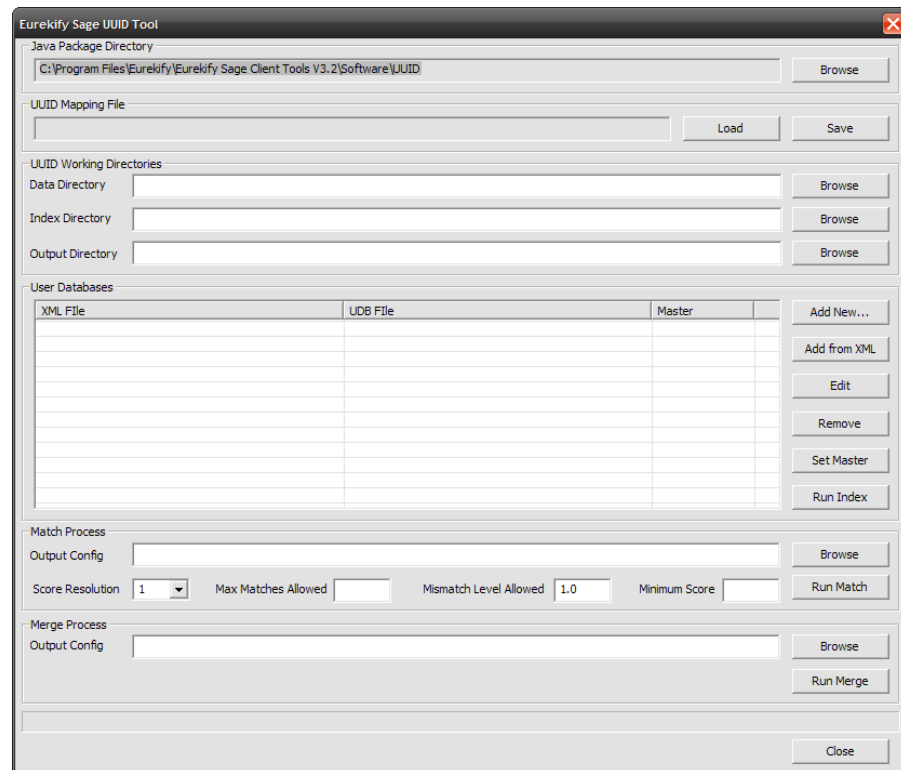 Eurekify Sage UUID Tool
Java Package Directory
C:\Program Files\Eurekify\Eurekify Sage Client Tools V3.2\Software\UUID
Browse
UUID Mapping File
Load
Save
UUID Working Directories
Data Directory
Browse
Index Directory
Browse
Output Directory
Browse
User Databases
XML FIle
UDB FIle
Master
Add New...
Add from XML
Edit
Remove
Set Master
Run Index
Match Process
Output Config
Browse
Score Resolution 1 Max Matches Allowed Mismatch Level Allowed 1.0 Minimum Score Run Match
Merge Process
Output Config
Browse
Run Merge
Close